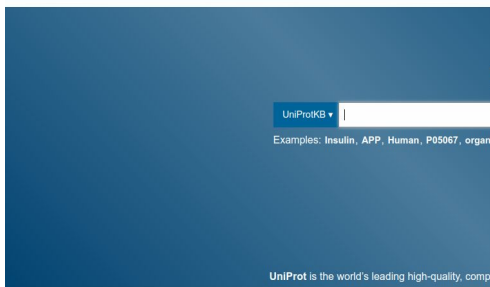 UniProtKB ▾
Examples: Insulin, APP, Human, P05067, organ
UniProt is the world's leading high-quality, comp